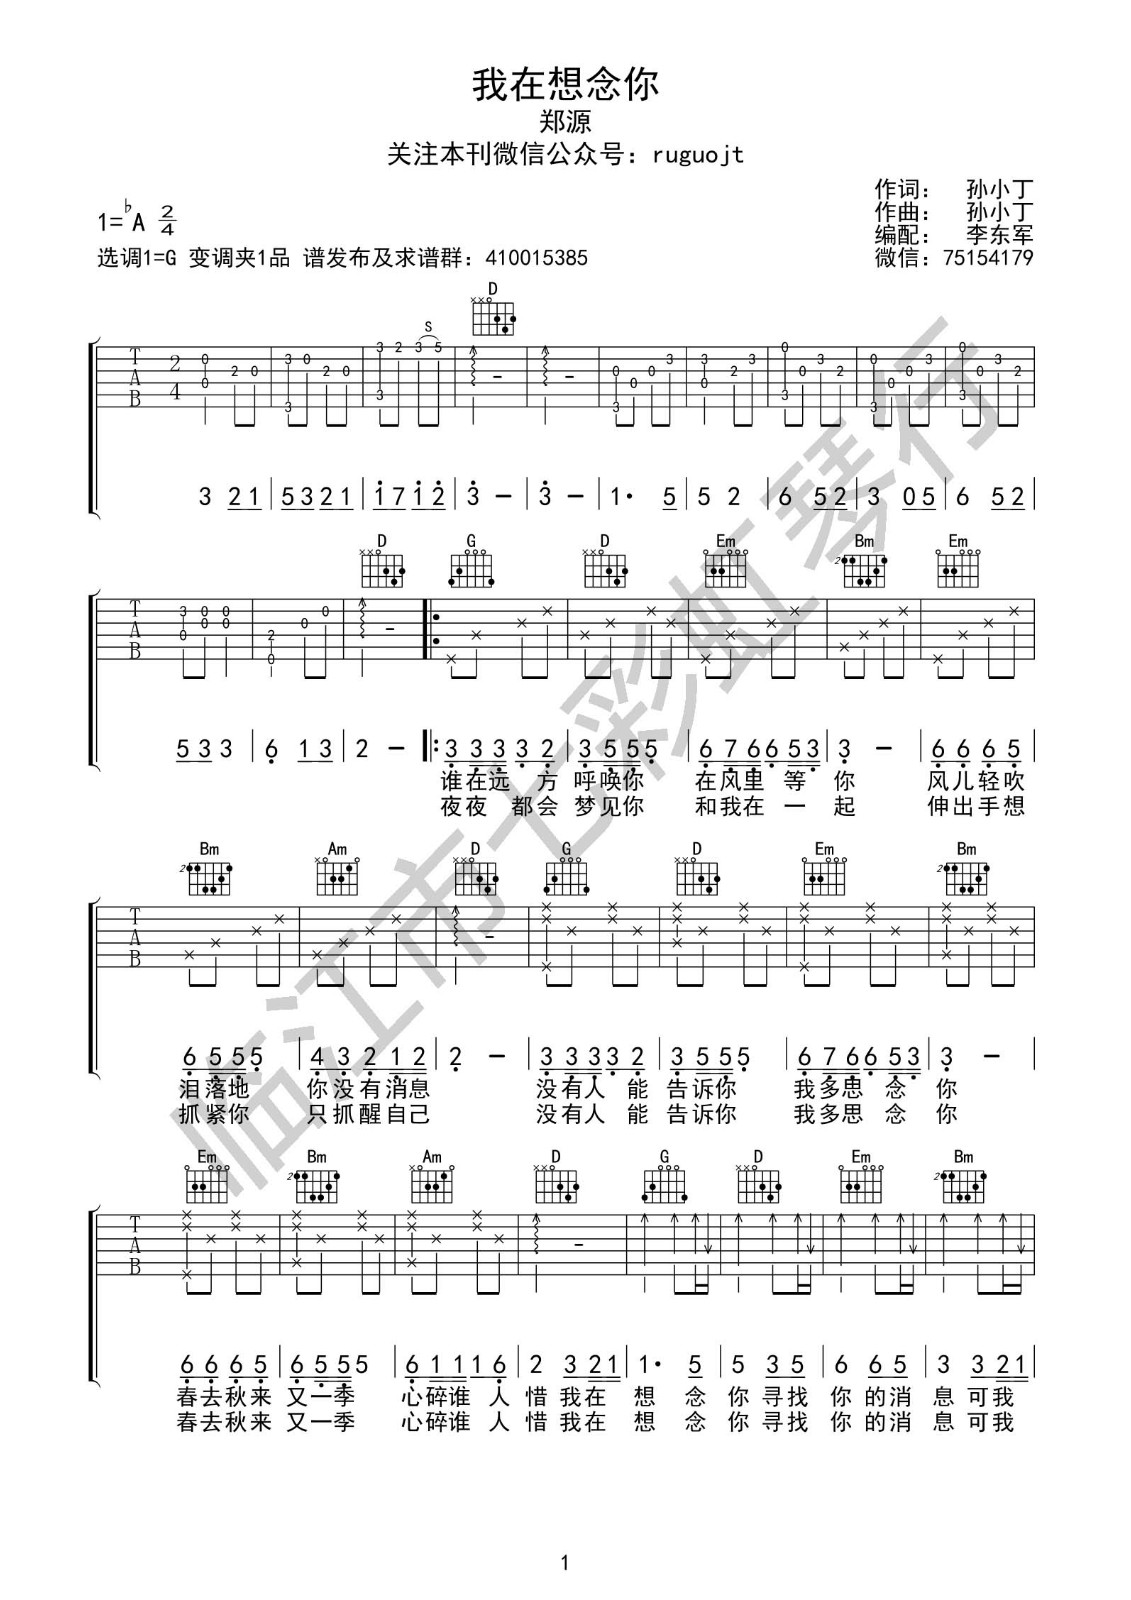 我在想念你
郑源
关注本刊微信公众号：ruguojt
作词： 孙小丁
作曲： 孙小丁
编配： 李东军
微信：75154179
1=♭A 2/4
选调1=G 变调夹1品 谱发布及求谱群：410015385
D
S
3 21 | 5321 | 1712 | 3 - | 3 - | 1· 5 | 5 2 | 6 52 | 3 05 | 6 52 |
D G D Em Bm Em
533 | 6 13 | 2 - |: 33332 | 3555 | 676653 | 3 - | 6665 |
谁在远 方 呼唤你 在风里 等 你 风儿轻吹
夜夜 都会 梦见你 和我在 一 起 伸出手想
Bm Am D G D Em Bm
6555 | 43212 | 2 - | 33332 | 3555 | 676653 | 3 - |
泪落地 你没有消息 没有人 能 告诉你 我多思 念 你
抓紧你 只抓醒自己 没有人 能 告诉你 我多思 念 你
Em Bm Am D G D Em Bm
6665 | 6555 | 61116 | 2 321 | 1· 5 | 5 35 | 6 65 | 3 321 |
春去秋来 又一季 心碎谁 人 惜我在 想 念 你寻找 你 的消 息 可我
春去秋来 又一季 心碎谁 人 惜我在 想 念 你寻找 你 的消 息 可我
临江市七彩虹琴行
1